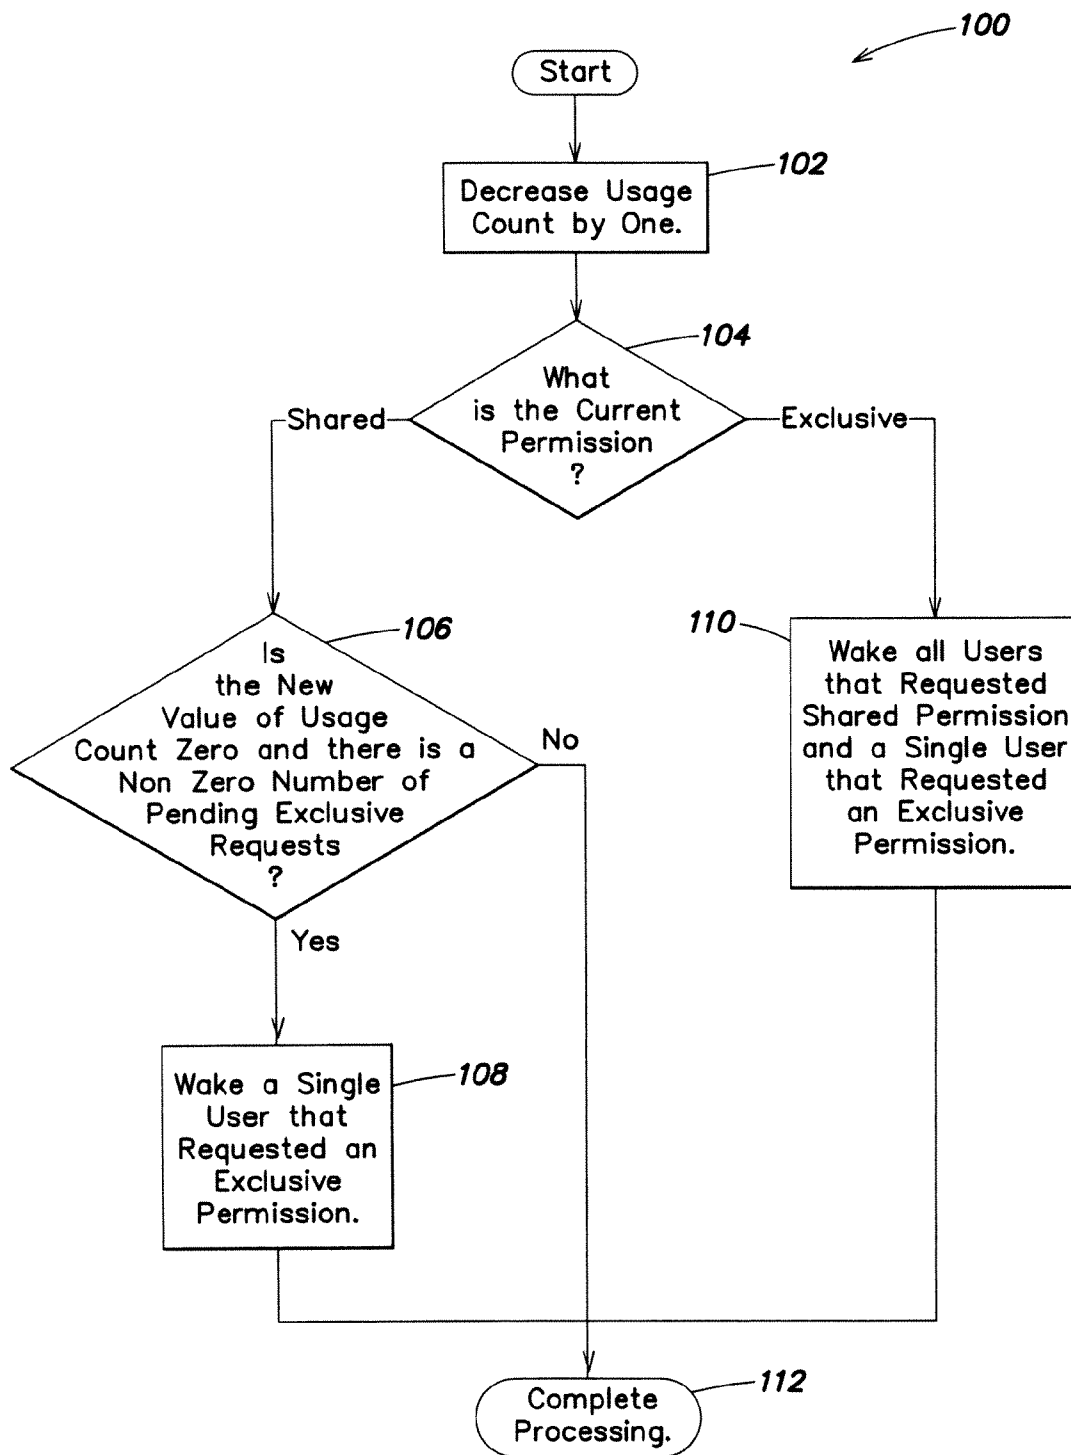 100
Start
102
Decrease Usage
Count by One.
104
What
is the Current
Permission
?
Shared
Exclusive
106
Is
the New
Value of Usage
Count Zero and there is a
Non Zero Number of
Pending Exclusive
Requests
?
No
Yes
110
Wake all Users
that Requested
Shared Permission
and a Single User
that Requested
an Exclusive
Permission.
108
Wake a Single
User that
Requested an
Exclusive
Permission.
112
Complete
Processing.